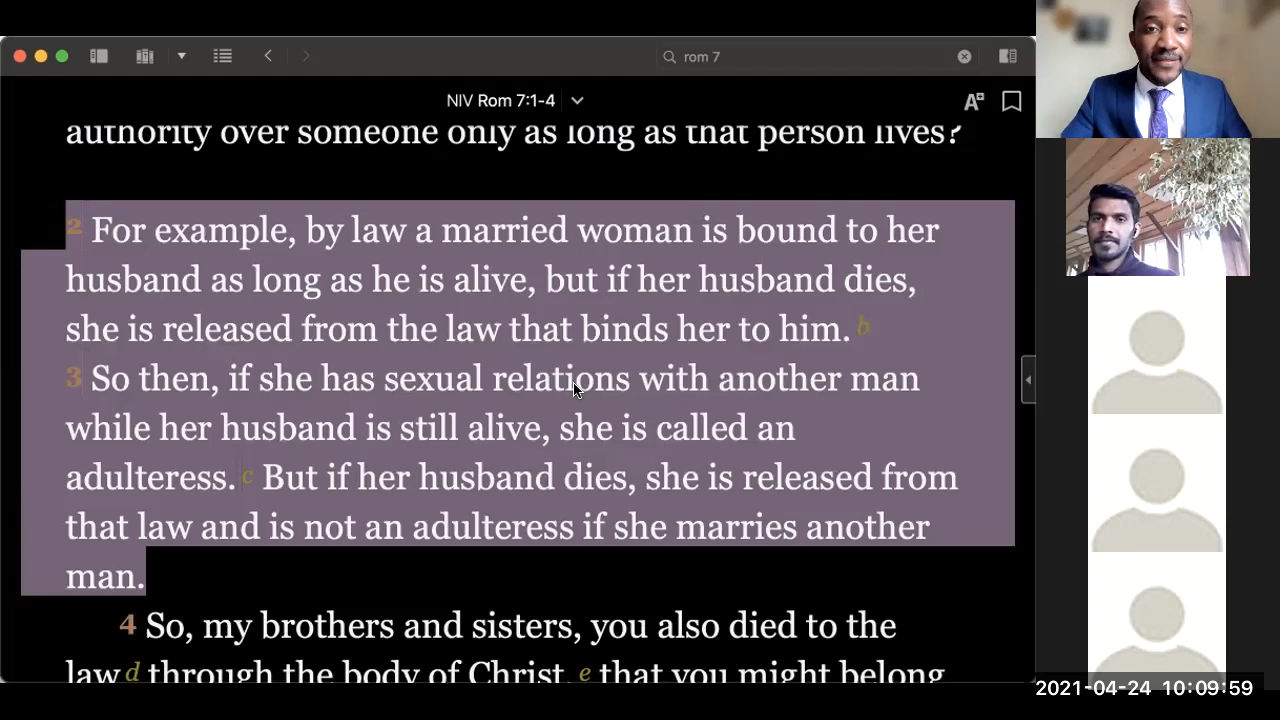 rom 7
NIV Rom 7:1-4
A
authority over someone only as long as that person lives?
2 For example, by law a married woman is bound to her
husband as long as he is alive, but if her husband dies,
she is released from the law that binds her to him. b
3 So then, if she has sexual relations with another man
while her husband is still alive, she is called an
adulteress. c But if her husband dies, she is released from
that law and is not an adulteress if she marries another
man.
4 So, my brothers and sisters, you also died to the
law d through the body of Christ, e that you might belong
2021-04-24 10:09:59